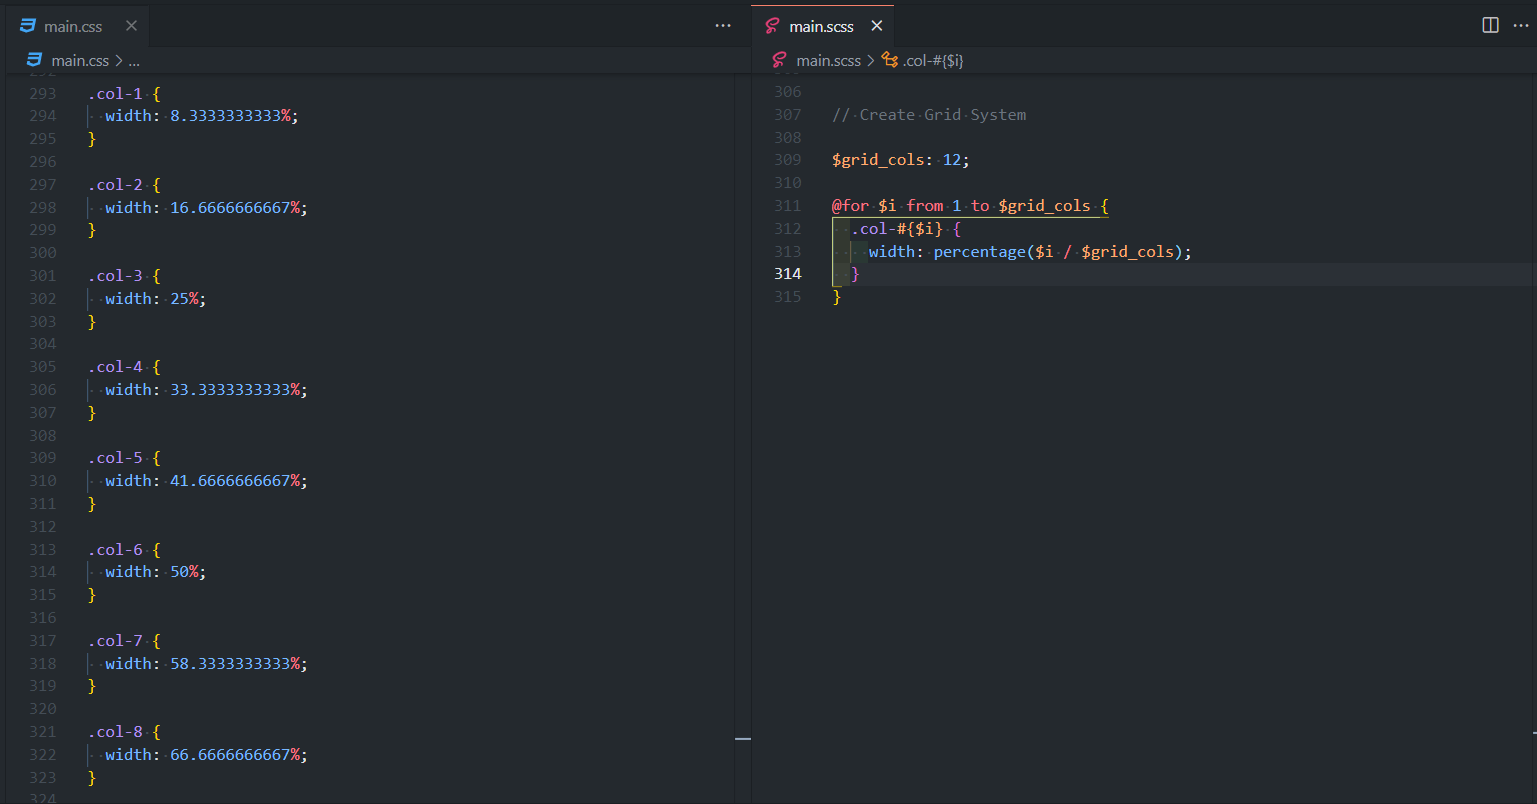 main.css
main.css > ...
293 .col-1 {
294 width: 8.3333333333%;
295 }
296
297 .col-2 {
298 width: 16.6666666667%;
299 }
300
301 .col-3 {
302 width: 25%;
303 }
304
305 .col-4 {
306 width: 33.3333333333%;
307 }
308
309 .col-5 {
310 width: 41.6666666667%;
311 }
312
313 .col-6 {
314 width: 50%;
315 }
316
317 .col-7 {
318 width: 58.3333333333%;
319 }
320
321 .col-8 {
322 width: 66.6666666667%;
323 }
324
main.scss
main.scss > .col-#{$i}
306
307 // Create Grid System
308
309 $grid_cols: 12;
310
311 @for $i from 1 to $grid_cols {
312 .col-#{$i} {
313 width: percentage($i / $grid_cols);
314 }
315 }